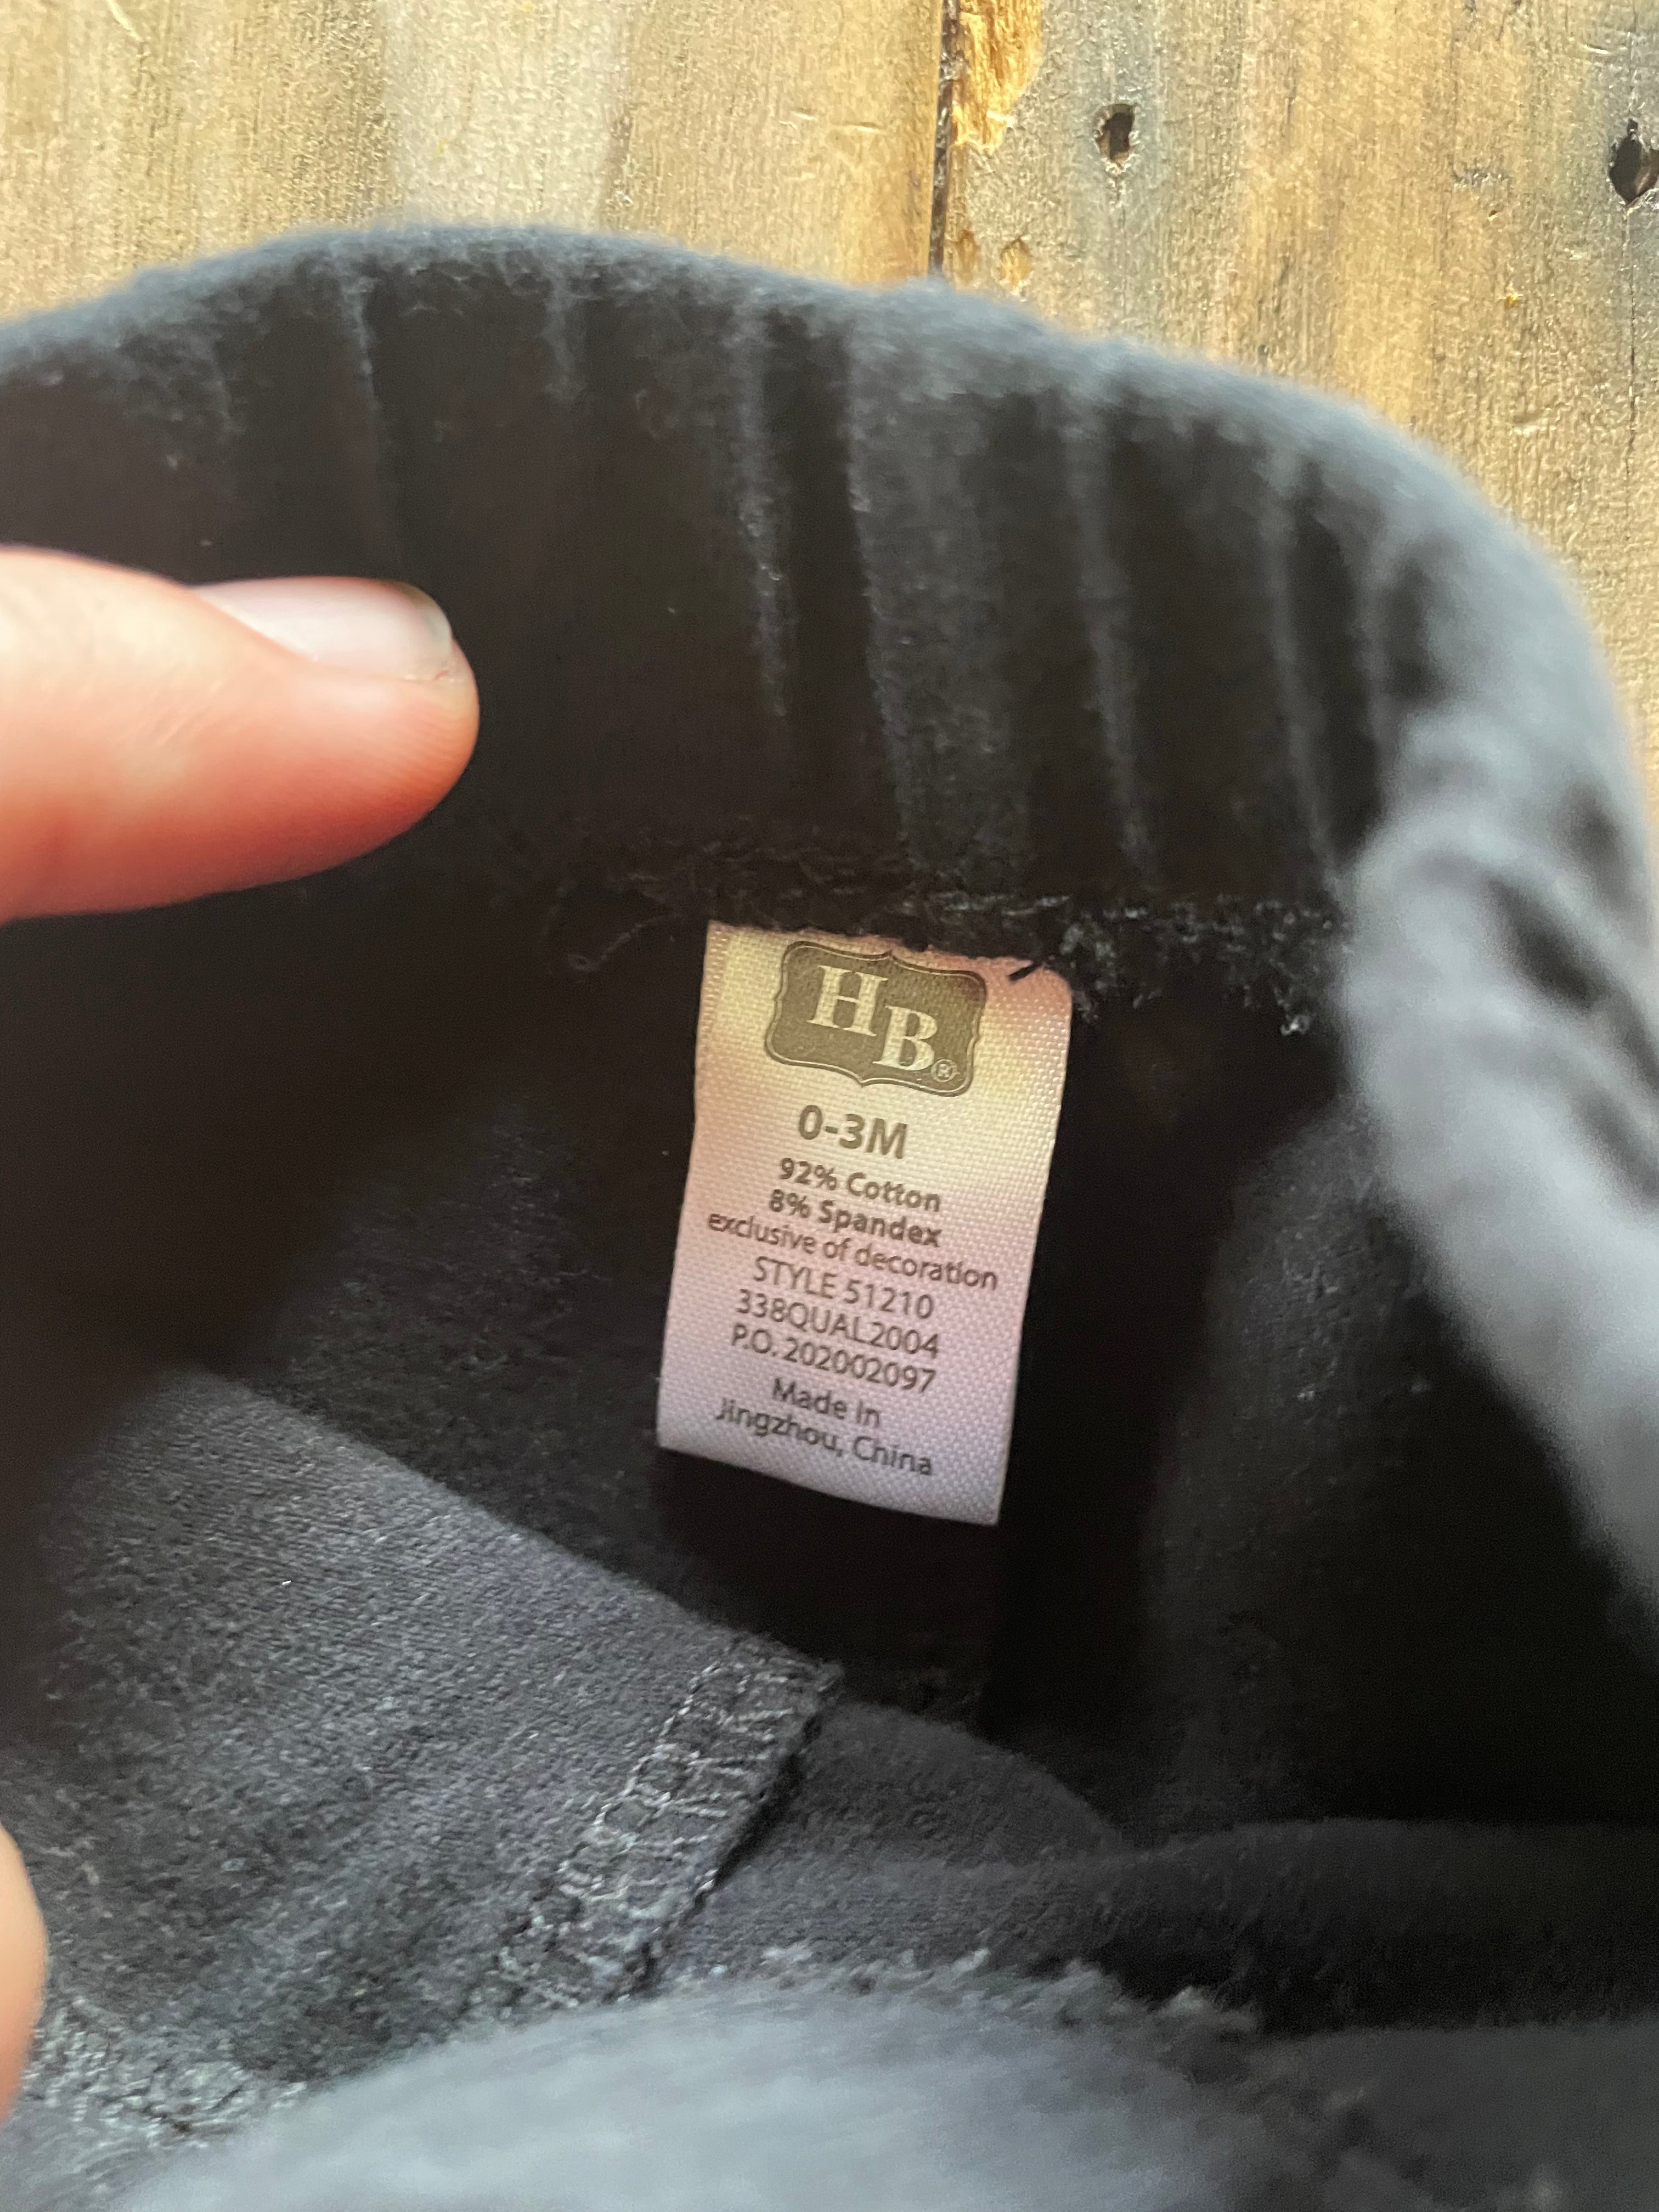 HB®
0-3M
92% Cotton
8% Spandex
exclusive of decoration
STYLE 51210
338QUAL2004
P.O. 202002097
Made in
Jingzhou, China